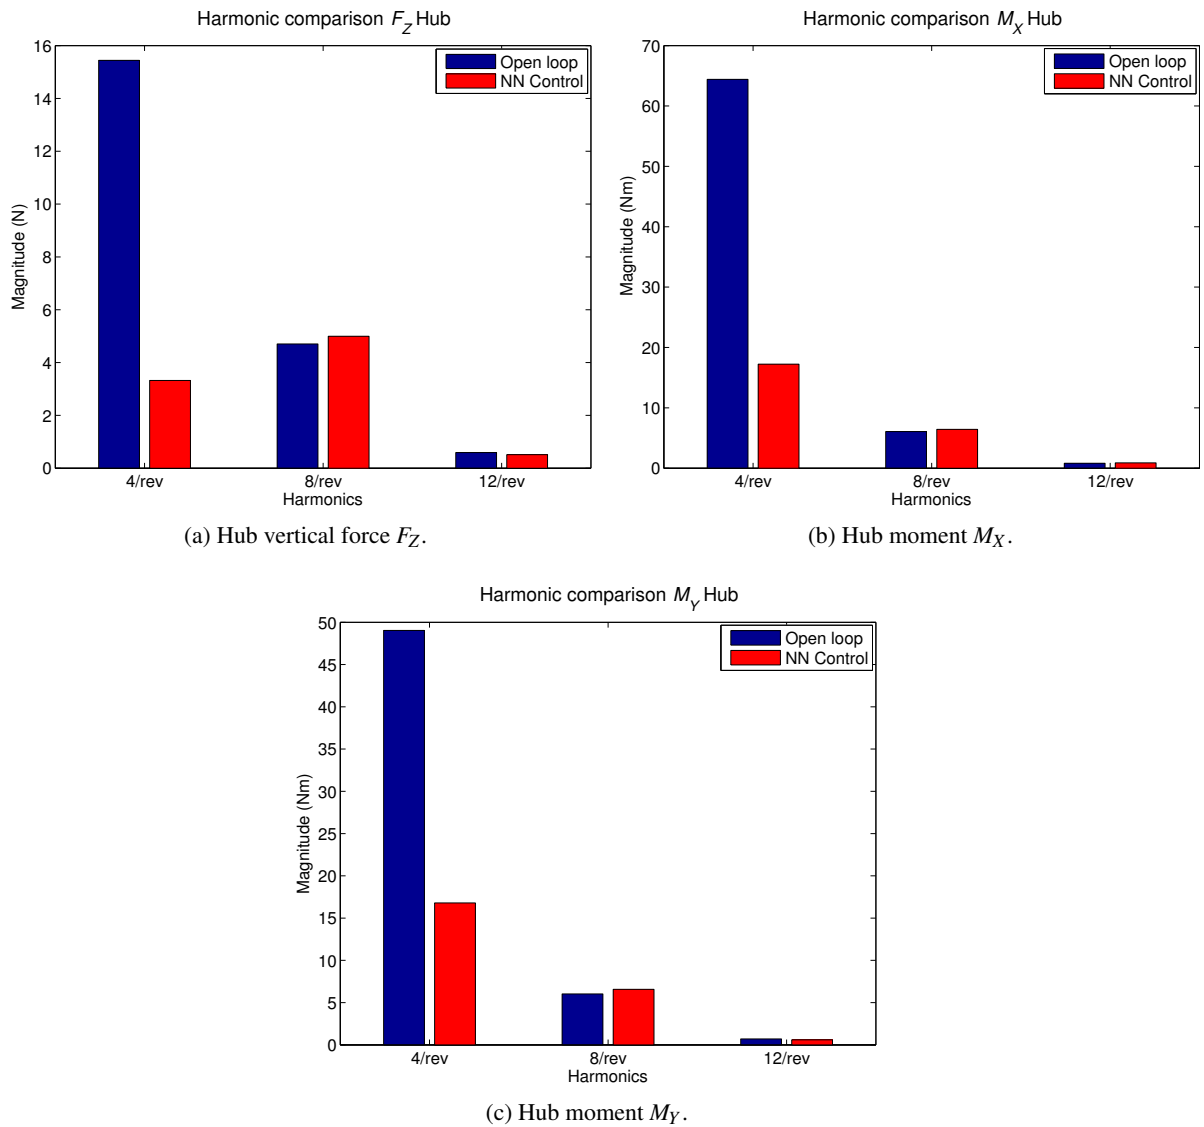 Harmonic comparison F_Z Hub
16
14
12
10
8
6
4
2
0
Magnitude (N)
Open loop
NN Control
4/rev 8/rev 12/rev
Harmonics
(a) Hub vertical force F_Z.
Harmonic comparison M_X Hub
70
60
50
40
30
20
10
0
Magnitude (Nm)
Open loop
NN Control
4/rev 8/rev 12/rev
Harmonics
(b) Hub moment M_X.
Harmonic comparison M_Y Hub
50
45
40
35
30
25
20
15
10
5
0
Magnitude (Nm)
Open loop
NN Control
4/rev 8/rev 12/rev
Harmonics
(c) Hub moment M_Y.